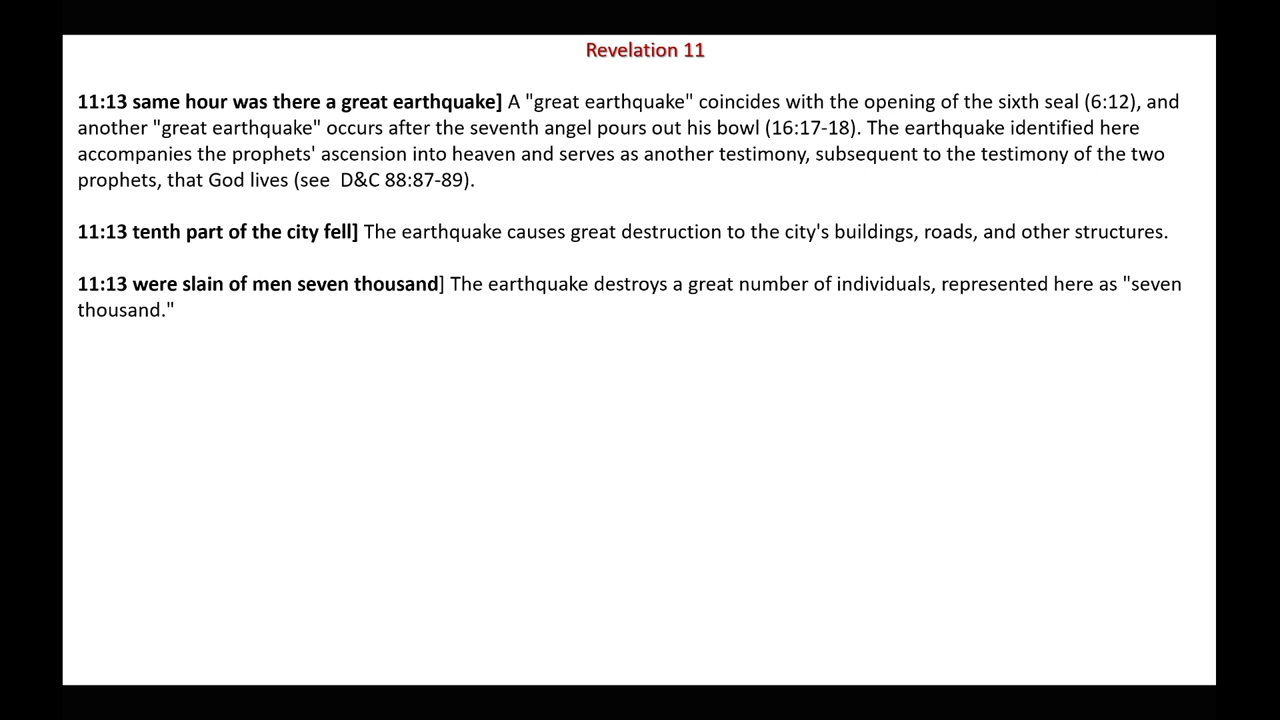 Revelation 11
11:13 same hour was there a great earthquake] A "great earthquake" coincides with the opening of the sixth seal (6:12), and
another "great earthquake" occurs after the seventh angel pours out his bowl (16:17-18). The earthquake identified here
accompanies the prophets' ascension into heaven and serves as another testimony, subsequent to the testimony of the two
prophets, that God lives (see  D&C 88:87-89).
11:13 tenth part of the city fell] The earthquake causes great destruction to the city's buildings, roads, and other structures.
11:13 were slain of men seven thousand] The earthquake destroys a great number of individuals, represented here as "seven
thousand."